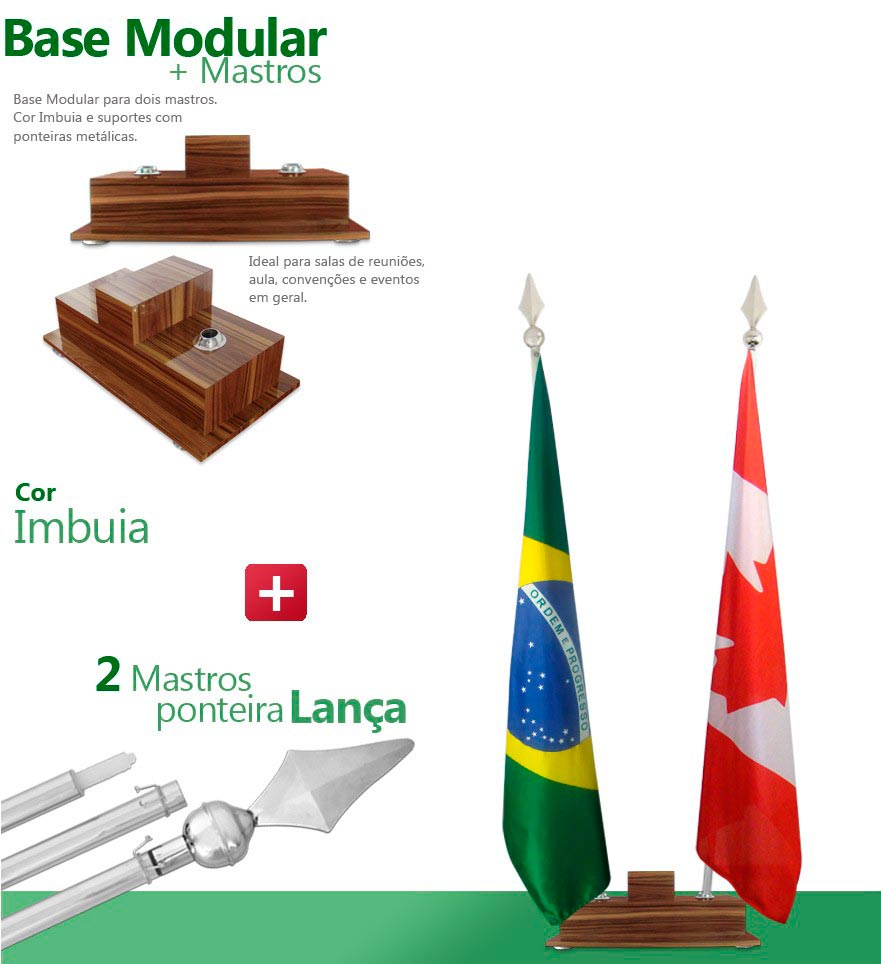 Base Modular
+ Mastros
Base Modular para dois mastros.
Cor Imbuia e suportes com
ponteiras metálicas.
Ideal para salas de reuniões,
aula, convenções e eventos
em geral.
Cor
Imbuia
+
2 Mastros
ponteira Lança
ORDEM E PROGRESSO